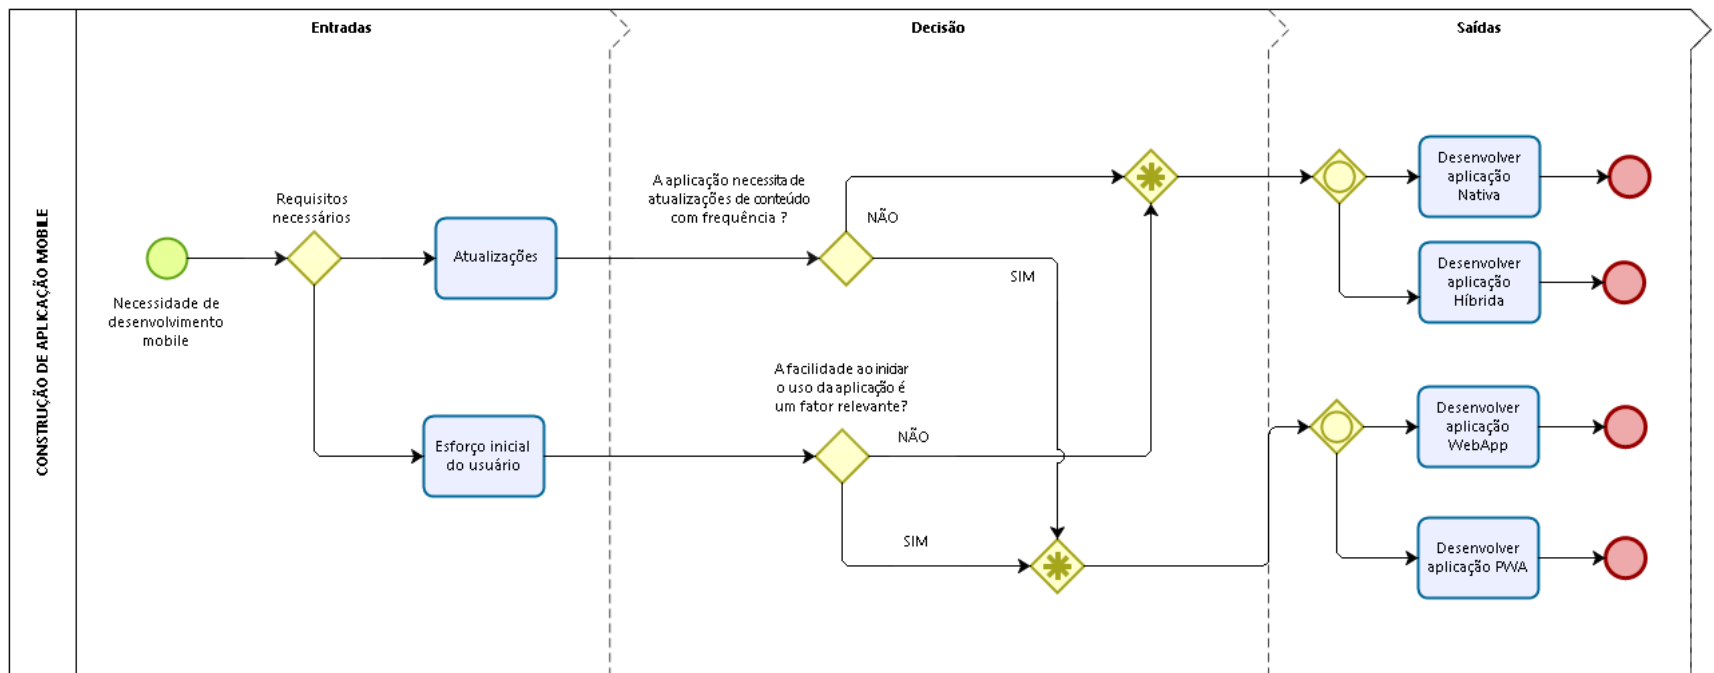 Entradas
Decisão
Saídas
CONSTRUÇÃO DE APLICAÇÃO MOBILE
Necessidade de
desenvolvimento
mobile
Requisitos
necessários
Atualizações
Esforço inicial
do usuário
A aplicação necessita de
atualizações de conteúdo
com frequência ?
NÃO
SIM
A facilidade ao iniciar
o uso da aplicação é
um fator relevante?
NÃO
SIM
Desenvolver
aplicação
Nativa
Desenvolver
aplicação
Híbrida
Desenvolver
aplicação
WebApp
Desenvolver
aplicação PWA